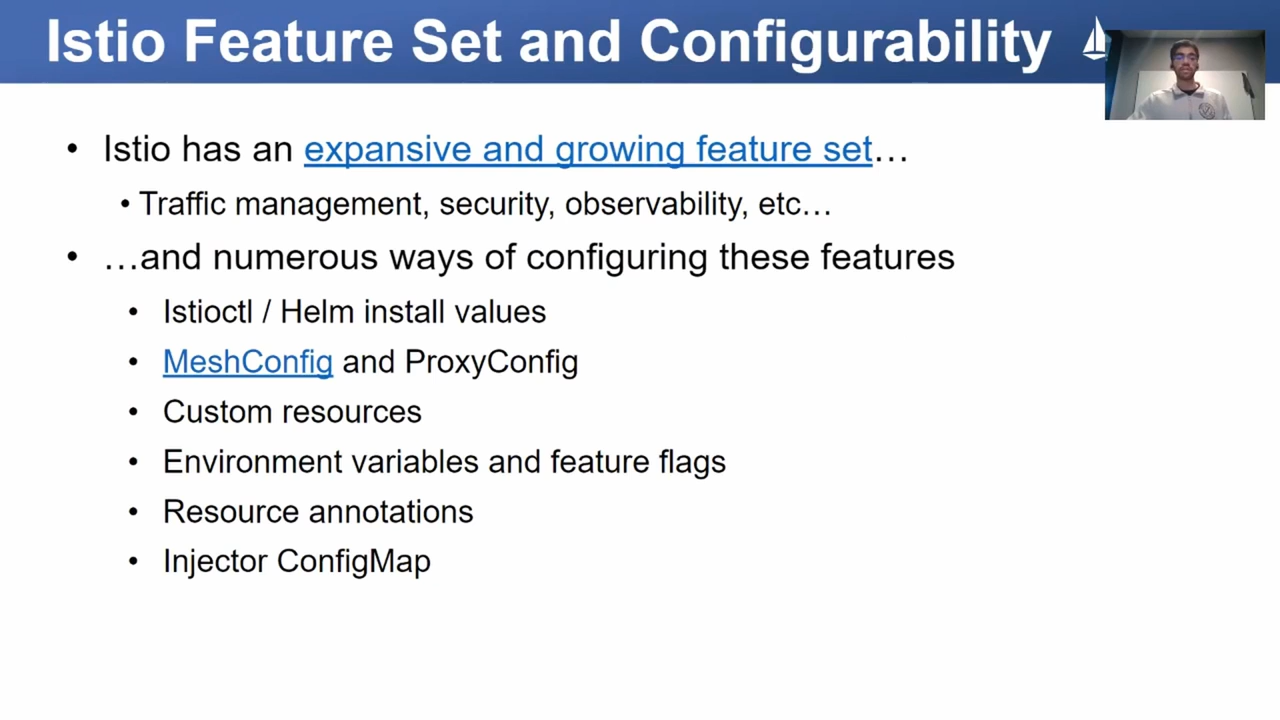 Istio Feature Set and Configurability
• Istio has an expansive and growing feature set…
• Traffic management, security, observability, etc…
• …and numerous ways of configuring these features
• Istioctl / Helm install values
• MeshConfig and ProxyConfig
• Custom resources
• Environment variables and feature flags
• Resource annotations
• Injector ConfigMap